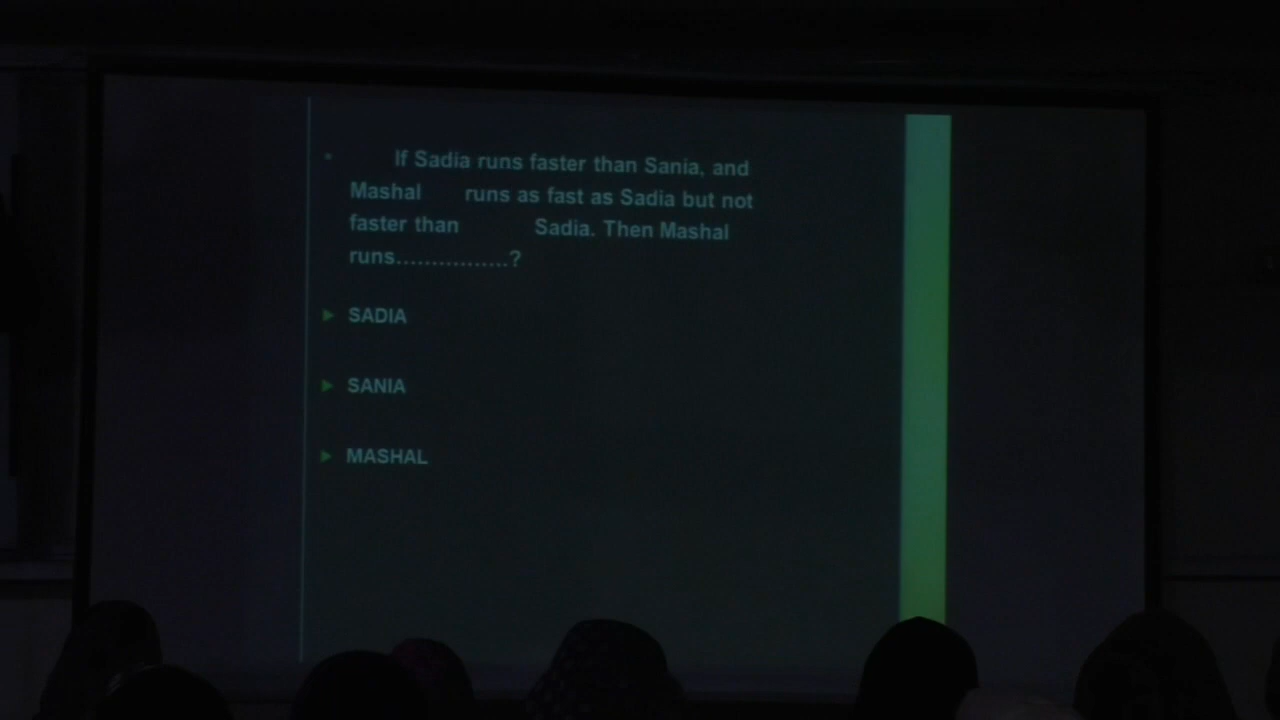 If Sadia runs faster than Sania, and
Mashal runs as fast as Sadia but not
faster than Sadia. Then Mashal
runs................?
SADIA
SANIA
MASHAL